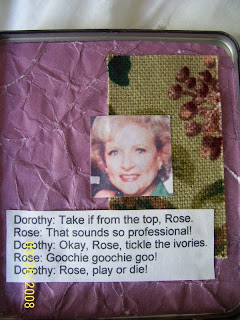 Dorothy: Take if from the top, Rose.
Rose: That sounds so professional!
Dorothy: Okay, Rose, tickle the ivories.
Rose: Goochie goochie goo!
Dorothy: Rose, play or die!